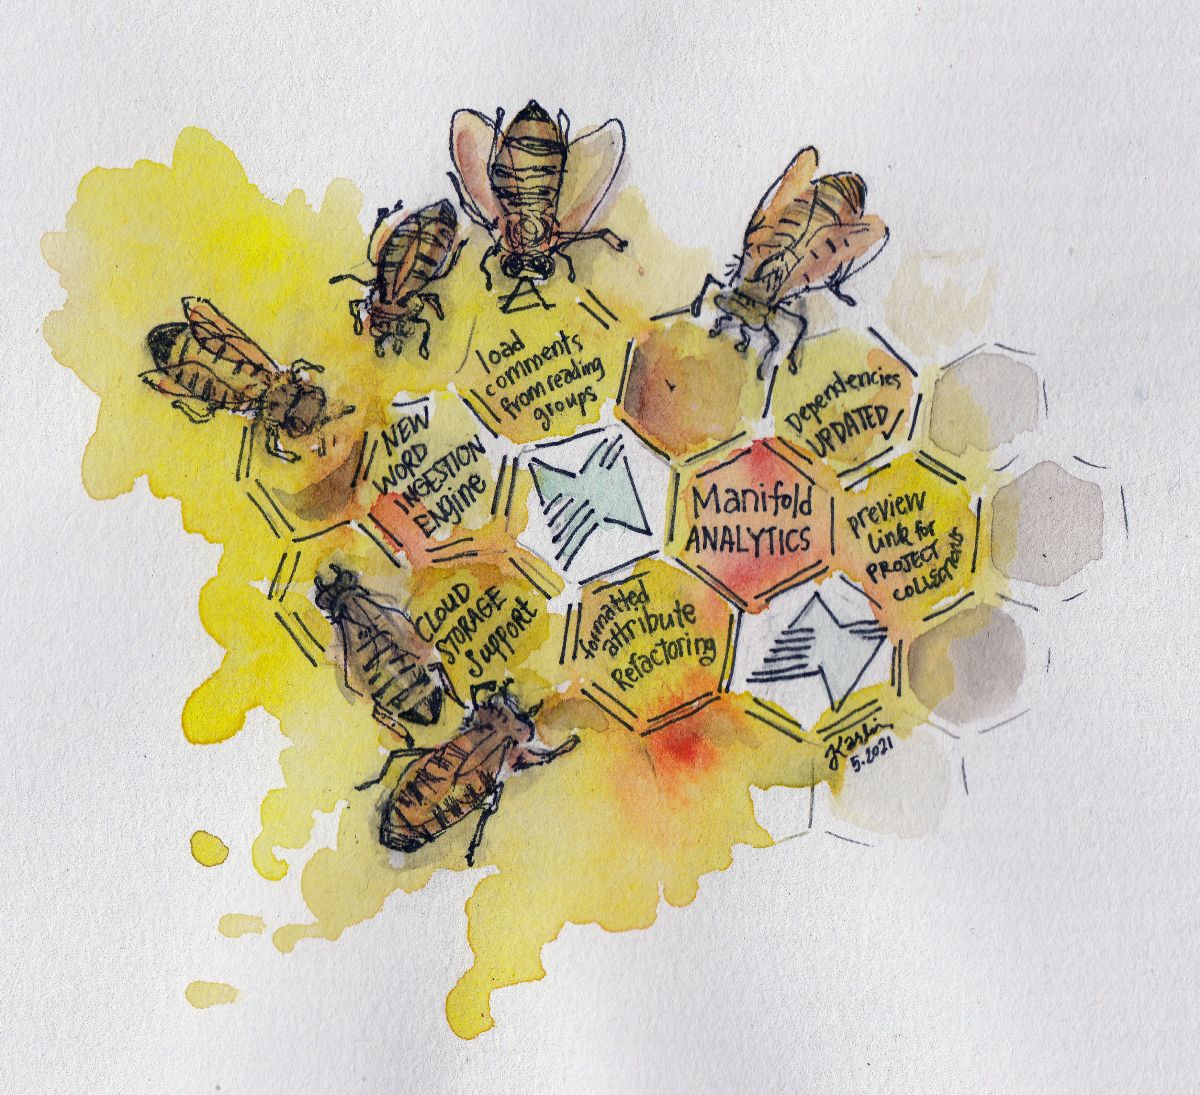 load
comments
from reading
groups
NEW
WORD
INGESTION
ENgiNE
Dependencies
UPDATED
Manifold
ANALYTICS
PREVIEW
Link for
PROJECT
COLLECTIONS
CLOUD
STORAGE
Support
formatted
attribute
Refactoring
5.2021